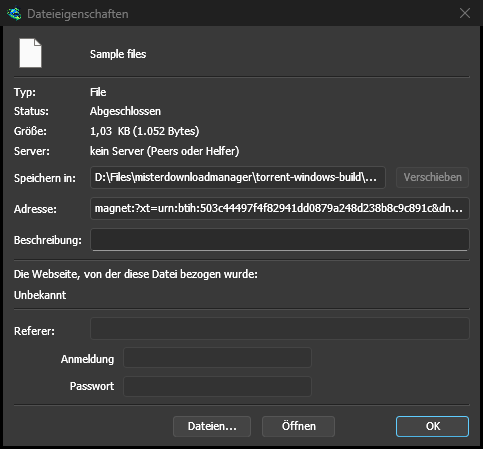 Dateieigenschaften
Sample files
Typ: File
Status: Abgeschlossen
Größe: 1,03 KB (1.052 Bytes)
Server: kein Server (Peers oder Helfer)
Speichern in: D:\Files\misterdownloadmanager\torrent-windows-build\... Verschieben
Adresse: magnet:?xt=urn:btih:503c44497f4f82941dd0879a248d238b8c9c891c&dn...
Beschreibung:
Die Webseite, von der diese Datei bezogen wurde:
Unbekannt
Referer:
Anmeldung
Passwort
Dateien... Öffnen OK